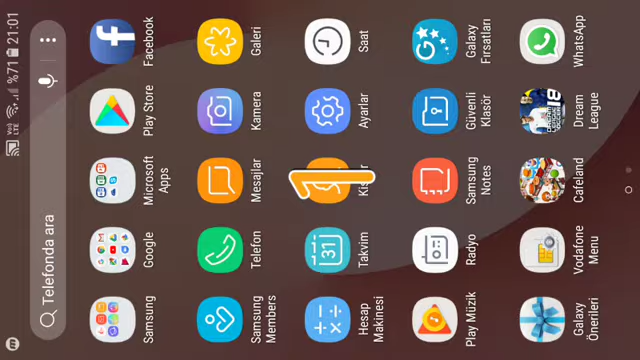 %71 21:01
Telefonda ara
Samsung Google Microsoft Apps Play Store Facebook
Samsung Members Telefon Mesajlar Kamera Galeri
31
Hesap Makinesi Takvim Ayarlar Saat
Play Müzik Radyo Samsung Notes Güvenli Klasör Galaxy Fırsatları
Galaxy Önerileri Vodafone Menu Cafeland Dream League WhatsApp